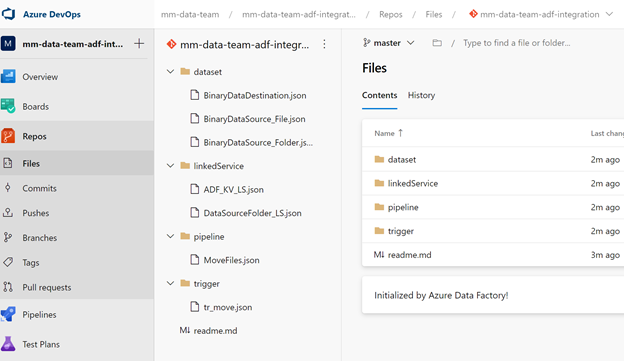 Azure DevOps
mm-data-team / mm-data-team-adf-integrat... / Repos / Files / mm-data-team-adf-integration
M mm-data-team-adf-int...
Overview
Boards
Repos
Files
Commits
Pushes
Branches
Tags
Pull requests
Pipelines
Test Plans
mm-data-team-adf-integr...
dataset
BinaryDataDestination.json
BinaryDataSource_File.json
BinaryDataSource_Folder.js...
linkedService
ADF_KV_LS.json
DataSourceFolder_LS.json
pipeline
MoveFiles.json
trigger
tr_move.json
M↓ readme.md
master / Type to find a file or folder...
Files
Contents History
Name ↑ Last chang
dataset 2m ago
linkedService 2m ago
pipeline 2m ago
trigger 2m ago
M↓ readme.md 3m ago
Initialized by Azure Data Factory!